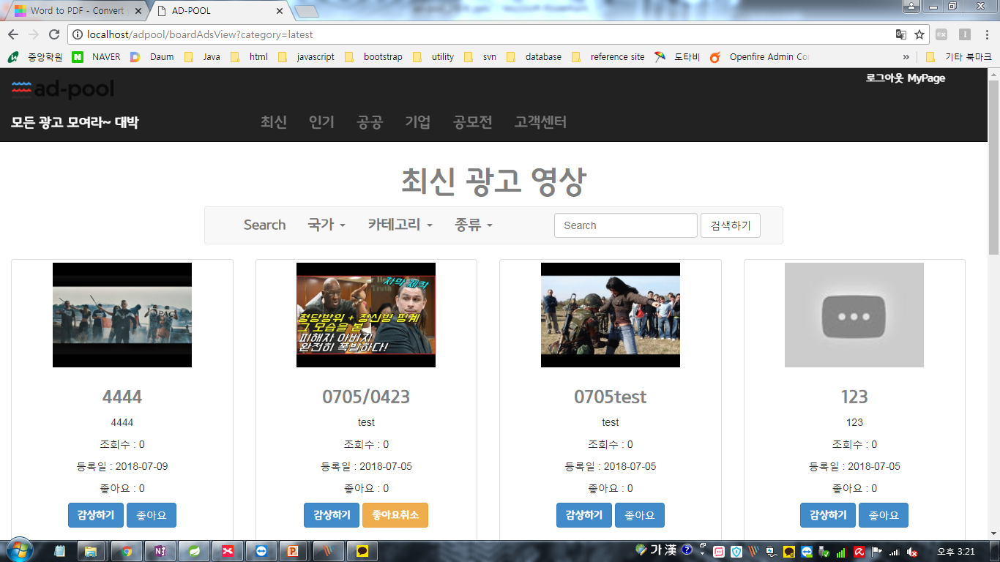 Word to PDF - Convert
AD-POOL
localhost/adpool/boardAdsView?category=latest
중앙학원 NAVER Daum Java html javascript bootstrap utility svn database reference site 도타비 Openfire Admin Co » 기타 북마크
ad-pool
로그아웃 MyPage
모든 광고 모여라~ 대박 최신 인기 공공 기업 공모전 고객센터
최신 광고 영상
Search 국가 카테고리 종류 Search 검색하기
자막 제작
Truth
정당방위 + 정신병 핑계
그 모습을 본
피해자 아버지
완전히 폭발하다!
4444 0705/0423 0705test 123
4444 test test 123
조회수 : 0 조회수 : 0 조회수 : 0 조회수 : 0
등록일 : 2018-07-09 등록일 : 2018-07-05 등록일 : 2018-07-05 등록일 : 2018-07-05
좋아요 : 0 좋아요 : 0 좋아요 : 0 좋아요 : 0
감상하기 좋아요 감상하기 좋아요취소 감상하기 좋아요 감상하기 좋아요
가 漢 오후 3:21